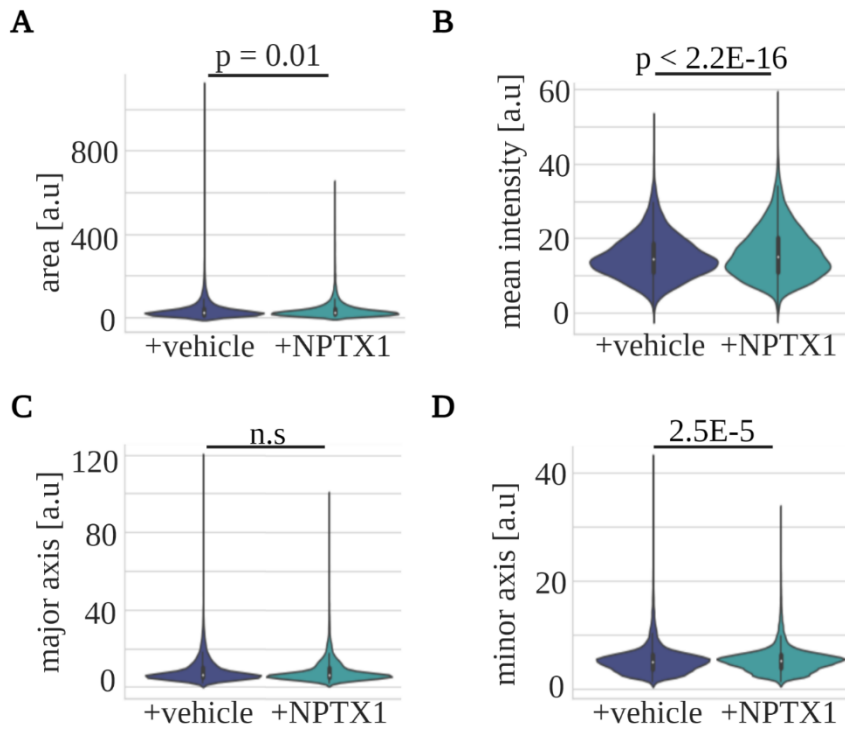 A
p = 0.01
area [a.u]
800
400
0
+vehicle +NPTX1
B
p < 2.2E-16
mean intensity [a.u]
60
40
20
0
+vehicle +NPTX1
C
n.s
major axis [a.u]
120
80
40
0
+vehicle +NPTX1
D
2.5E-5
minor axis [a.u]
40
20
0
+vehicle +NPTX1